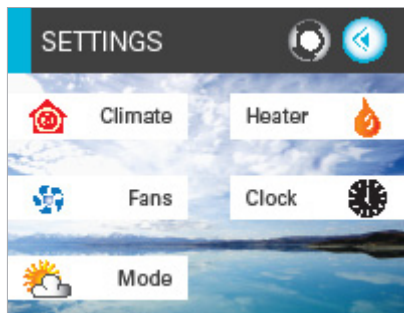 SETTINGS
Climate
Heater
Fans
Clock
Mode